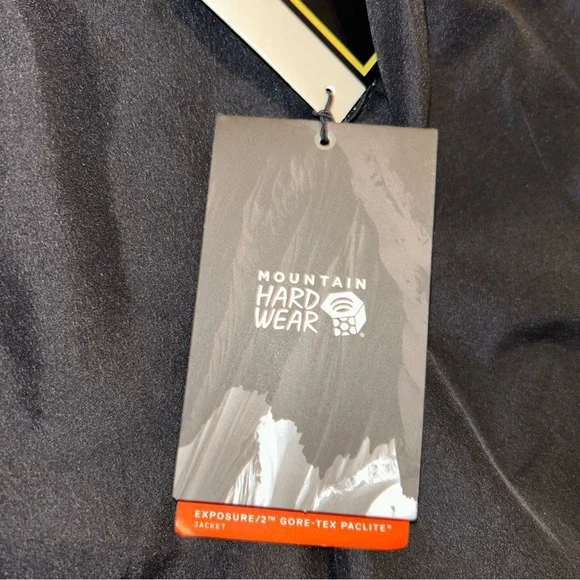 MOUNTAIN
HARD
WEAR®
EXPOSURE/2™ GORE-TEX PACLITE®
JACKET